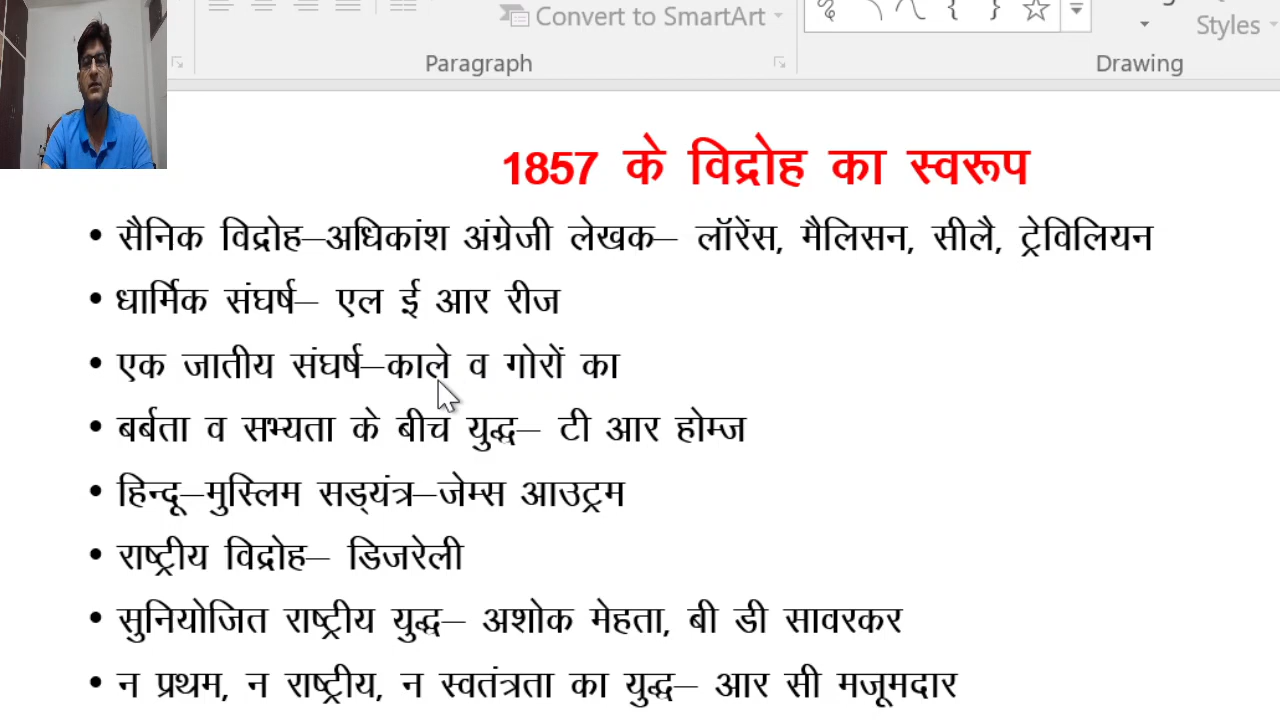 Convert to SmartArt
Styles
Paragraph
Drawing
1857 के विद्रोह का स्वरूप
• सैनिक विद्रोह–अधिकांश अंग्रेजी लेखक– लॉरेंस, मैलिसन, सीलै, ट्रेविलियन
• धार्मिक संघर्ष– एल ई आर रीज
• एक जातीय संघर्ष–काले व गोरों का
• बर्बता व सभ्यता के बीच युद्ध– टी आर होम्ज
• हिन्दू–मुस्लिम सड्यंत्र–जेम्स आउट्रम
• राष्ट्रीय विद्रोह– डिजरेली
• सुनियोजित राष्ट्रीय युद्ध– अशोक मेहता, बी डी सावरकर
• न प्रथम, न राष्ट्रीय, न स्वतंत्रता का युद्ध– आर सी मजूमदार